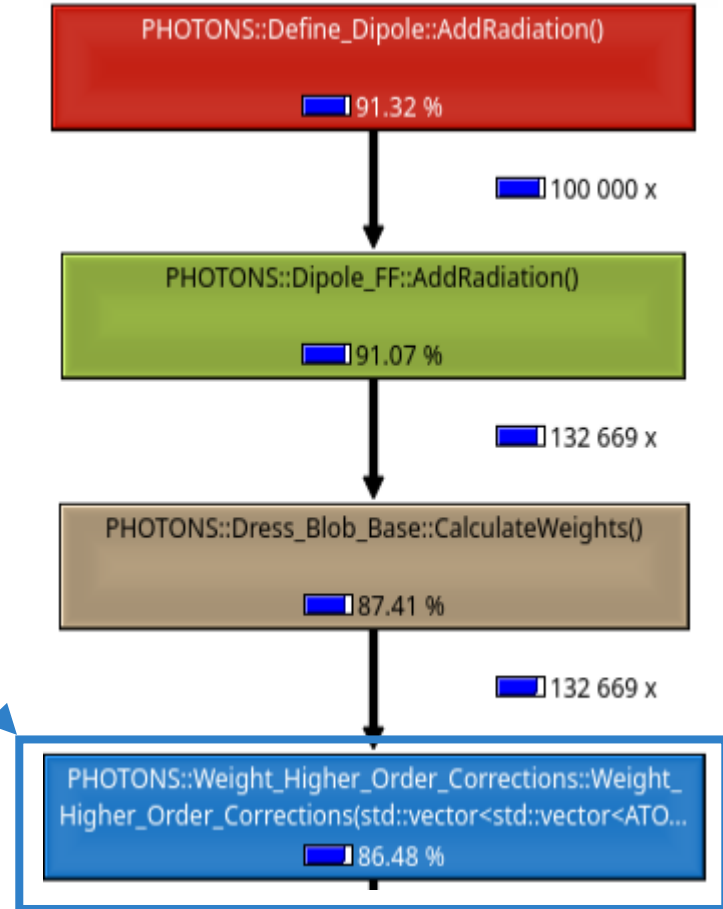 PHOTONS::Define_Dipole::AddRadiation()
91.32 %
100 000 x
PHOTONS::Dipole_FF::AddRadiation()
91.07 %
132 669 x
PHOTONS::Dress_Blob_Base::CalculateWeights()
87.41 %
132 669 x
PHOTONS::Weight_Higher_Order_Corrections::Weight_
Higher_Order_Corrections(std::vector<std::vector<ATO...
86.48 %